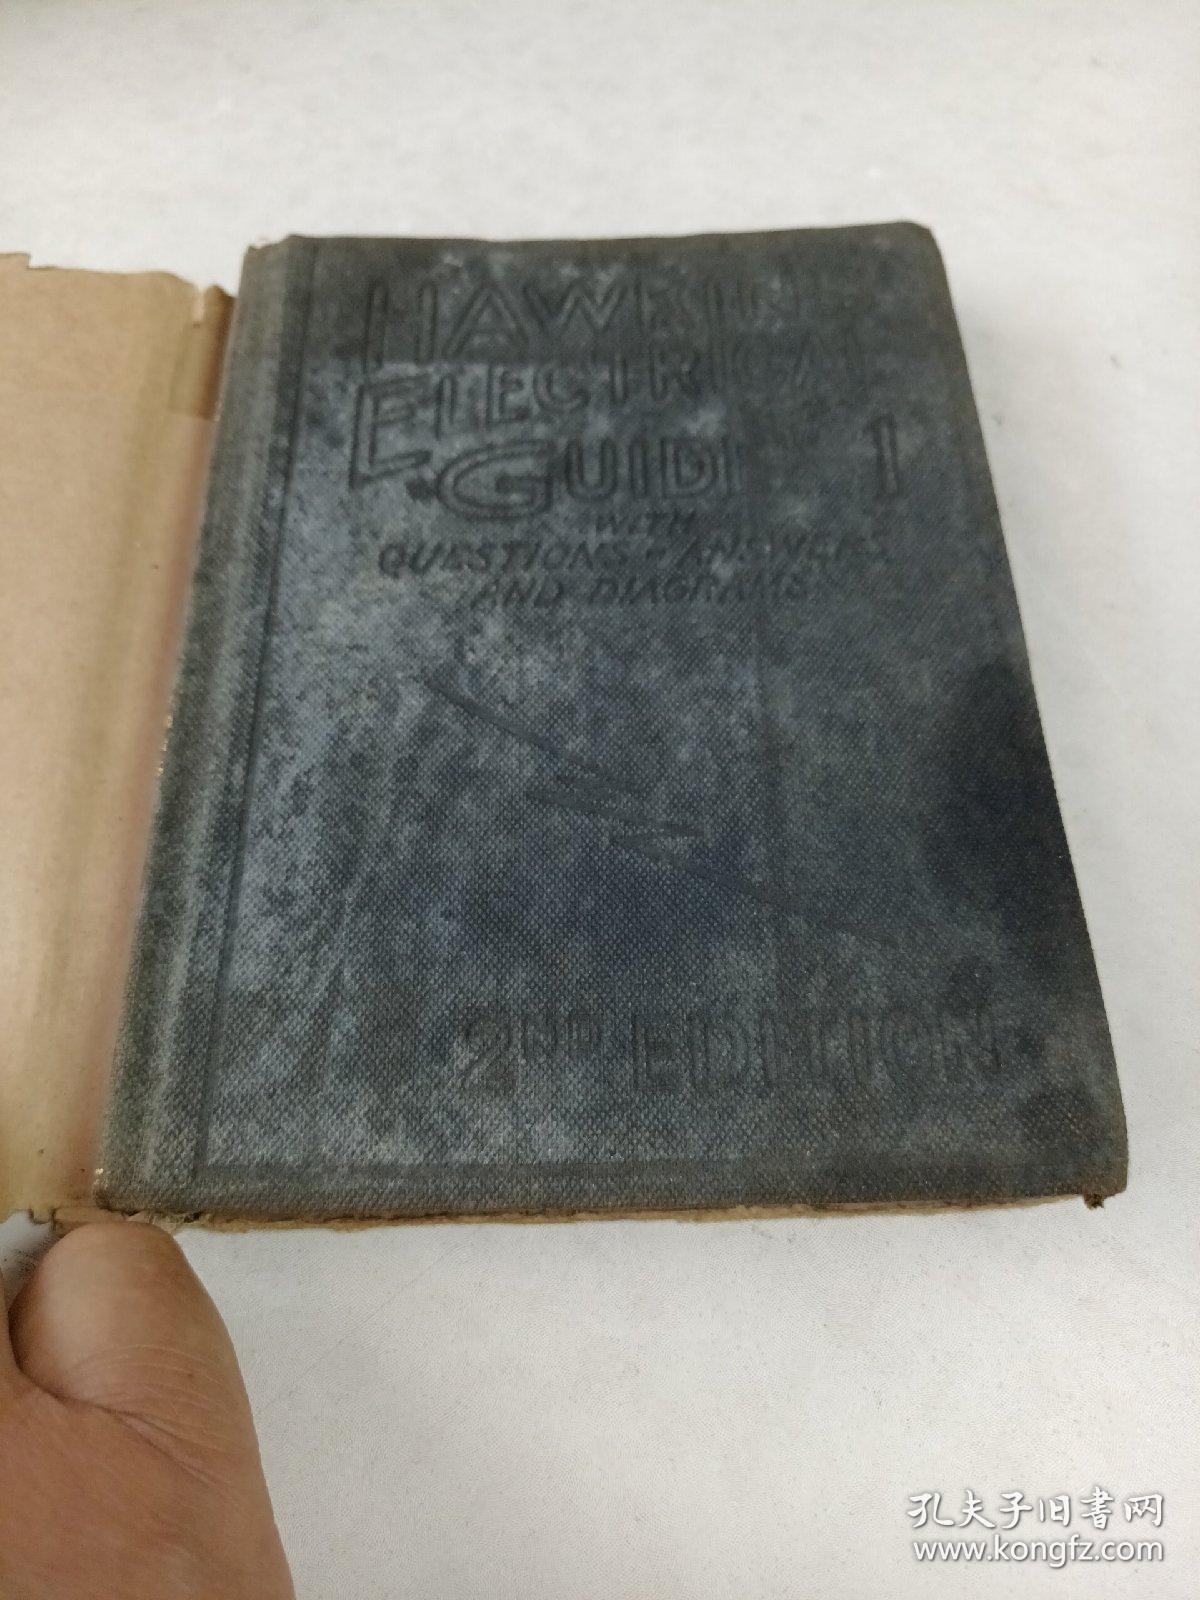 HAWKINS
ELECTRICAL
GUIDE 1
WITH
QUESTIONS - ANSWERS
AND DIAGRAMS
2ND EDITION
孔夫子旧书网
www.kongfz.com